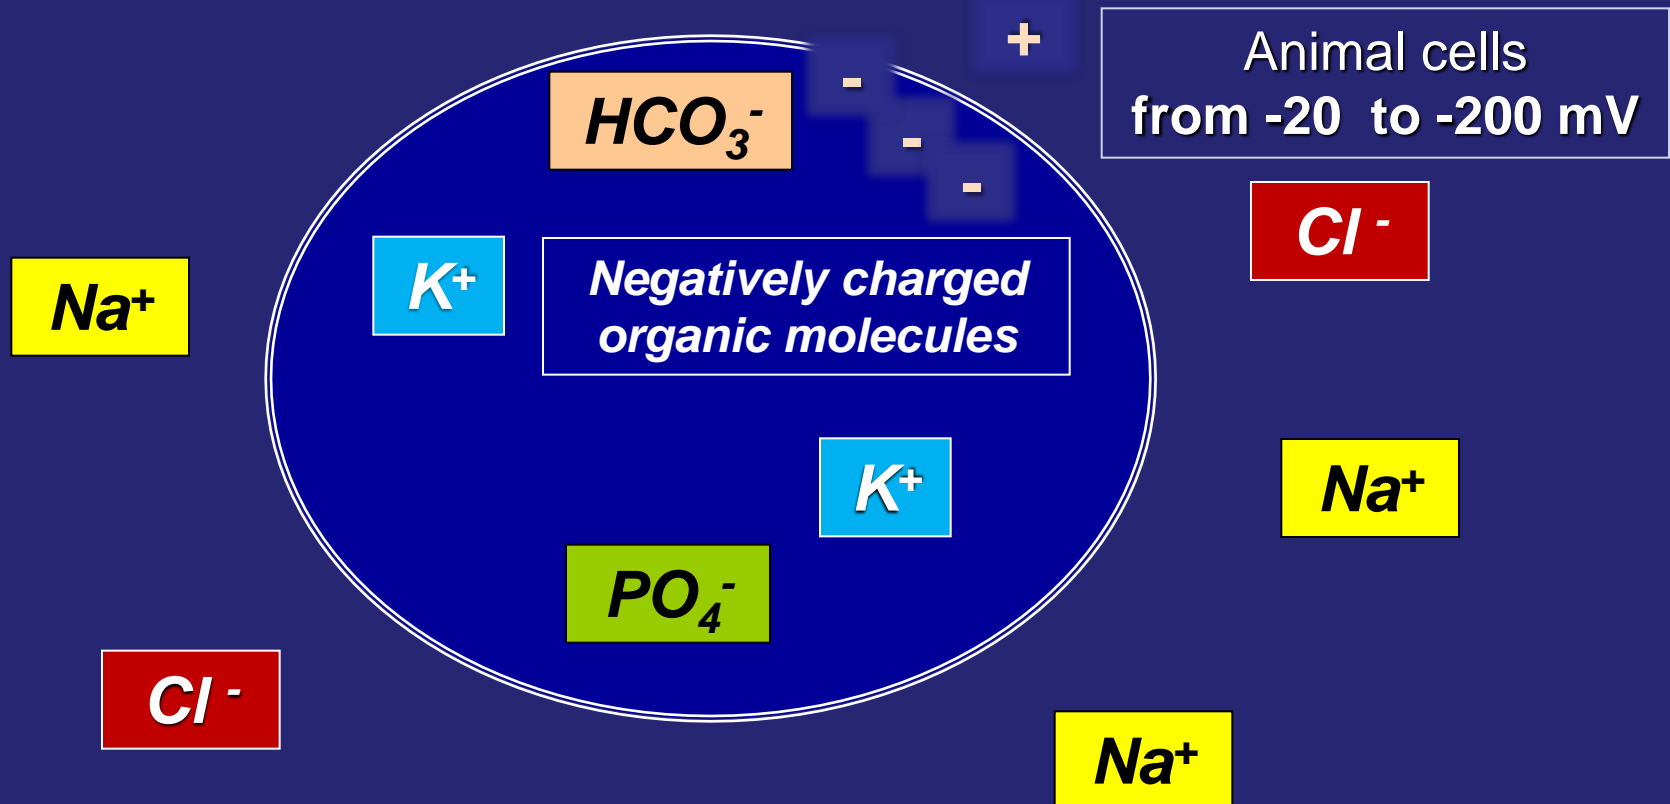 +
Animal cells
from -20 to -200 mV
-
HCO₃⁻
-
-
Cl ⁻
K⁺
Negatively charged
organic molecules
Na⁺
K⁺
Na⁺
PO₄⁻
Cl ⁻
Na⁺